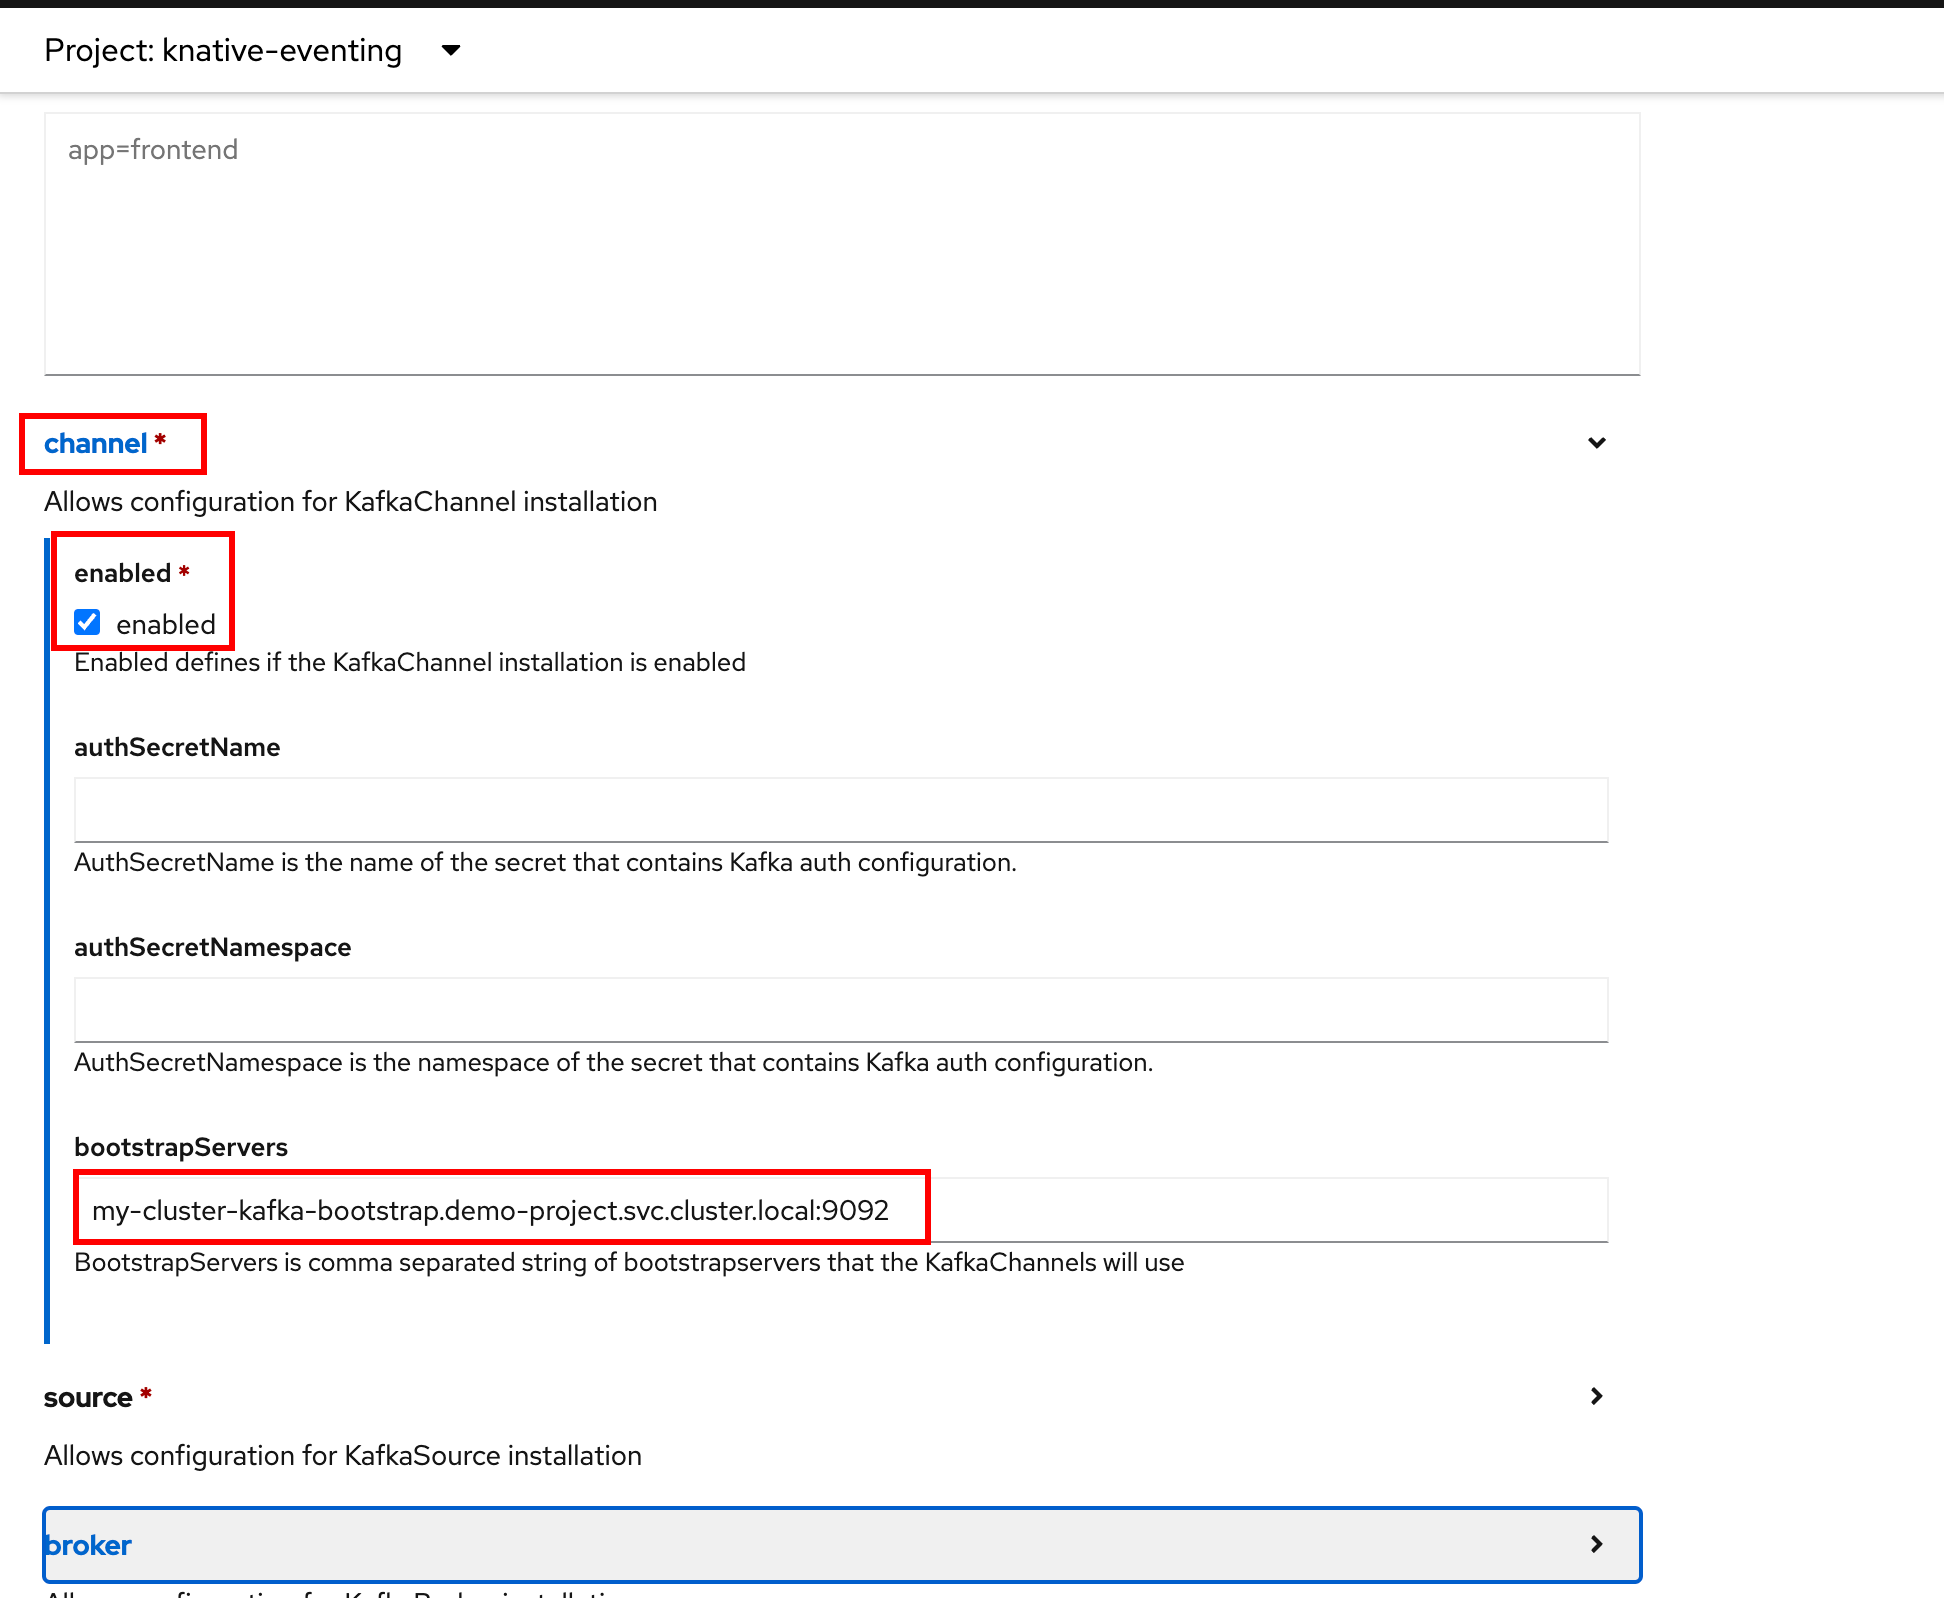 Project: knative-eventing
app=frontend
channel *
Allows configuration for KafkaChannel installation
enabled *
enabled
Enabled defines if the KafkaChannel installation is enabled
authSecretName
AuthSecretName is the name of the secret that contains Kafka auth configuration.
authSecretNamespace
AuthSecretNamespace is the namespace of the secret that contains Kafka auth configuration.
bootstrapServers
my-cluster-kafka-bootstrap.demo-project.svc.cluster.local:9092
BootstrapServers is comma separated string of bootstrapservers that the KafkaChannels will use
source *
Allows configuration for KafkaSource installation
broker